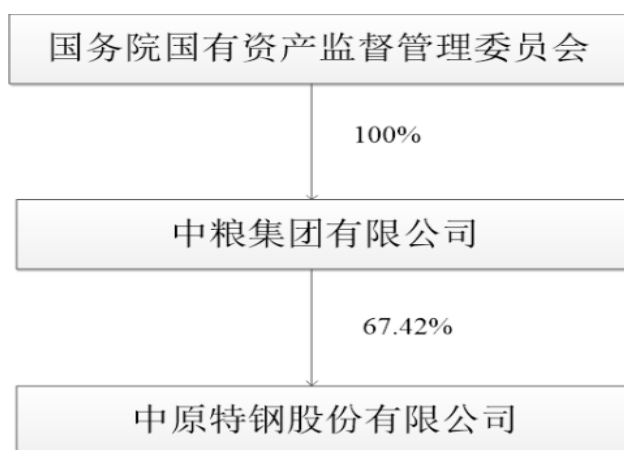 国务院国有资产监督管理委员会
100%
中粮集团有限公司
67.42%
中原特钢股份有限公司